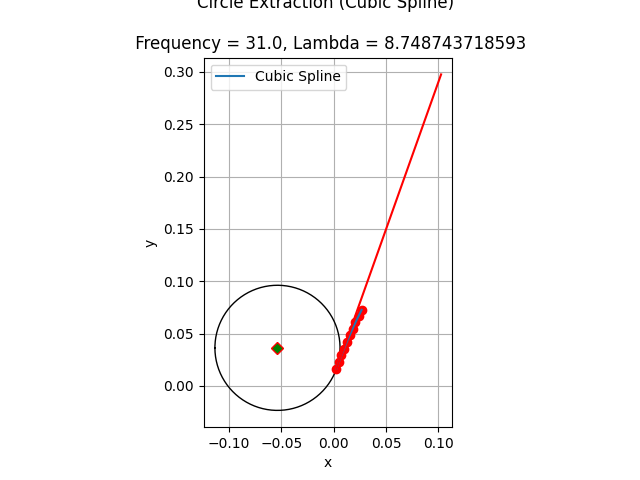 Circle Extraction (Cubic Spline)
Frequency = 31.0, Lambda = 8.748743718593
Cubic Spline
0.30
0.25
0.20
0.15
0.10
0.05
0.00
y
−0.10 −0.05 0.00 0.05 0.10
x